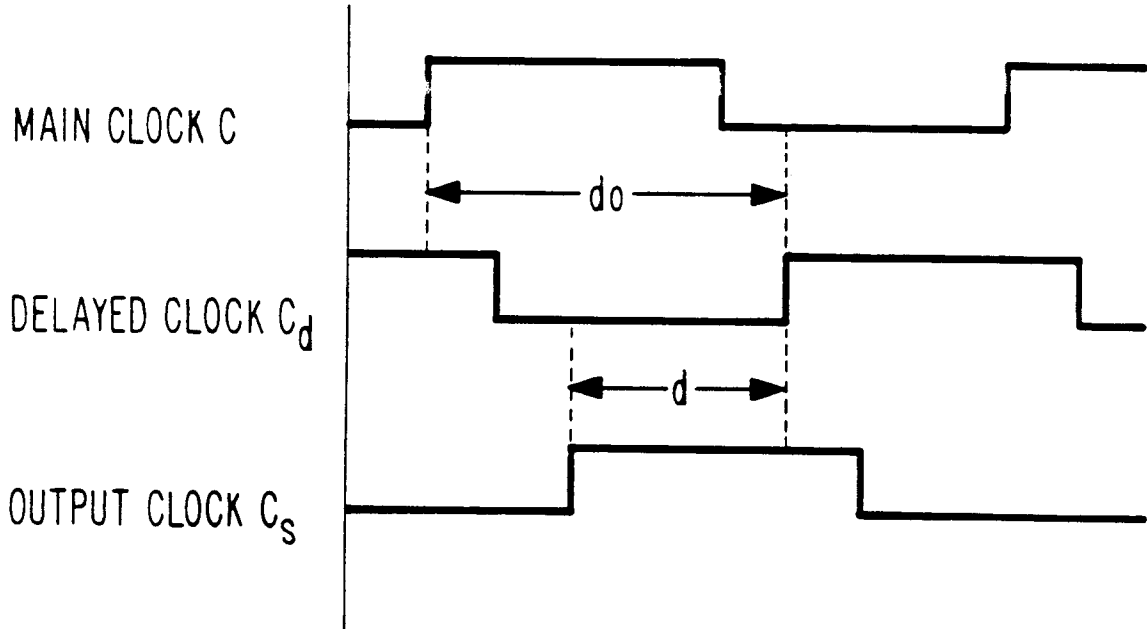 MAIN CLOCK C
do
DELAYED CLOCK Cd
d
OUTPUT CLOCK Cs